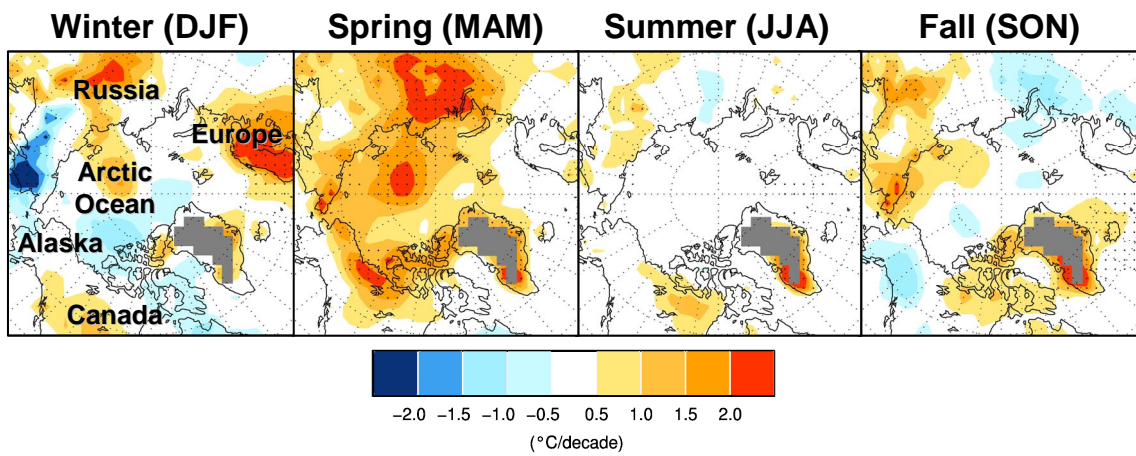 Winter (DJF) Spring (MAM) Summer (JJA) Fall (SON)
Russia
Europe
Arctic
Ocean
Alaska
Canada
−2.0 −1.5 −1.0 −0.5 0.5 1.0 1.5 2.0
(°C/decade)